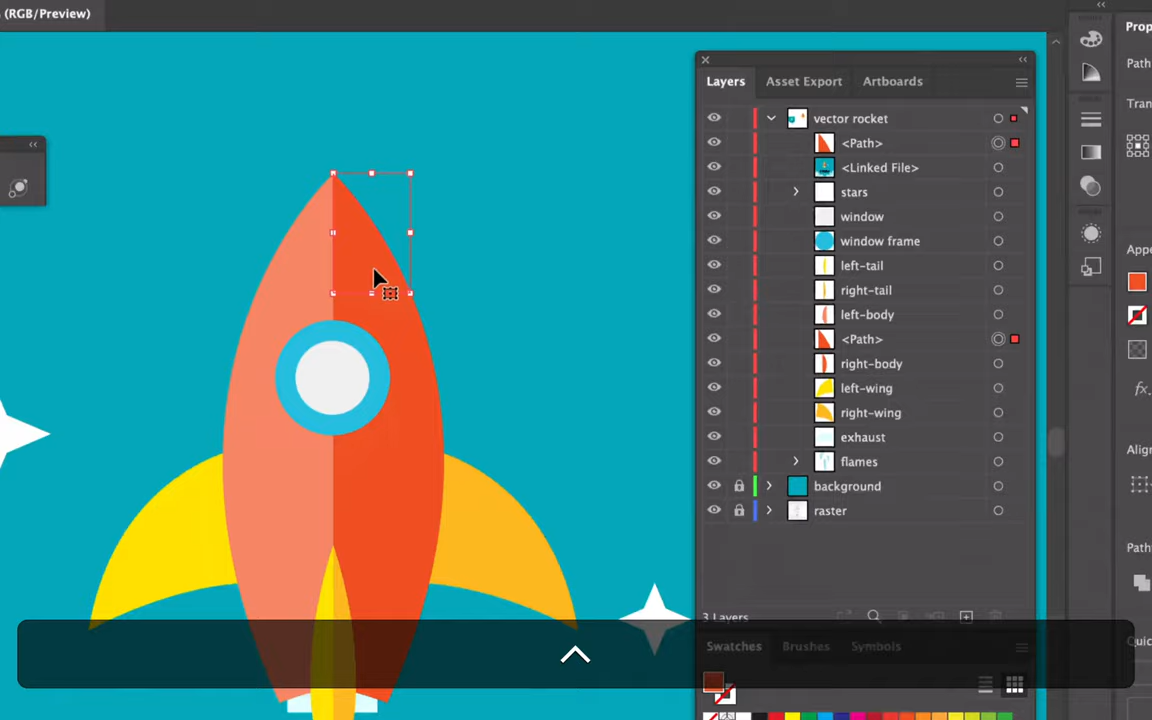 (RGB/Preview)
Layers
Asset Export
Artboards
vector rocket
<Path>
<Linked File>
stars
window
window frame
left-tail
right-tail
left-body
<Path>
right-body
left-wing
right-wing
exhaust
flames
background
raster
3 Layers
Swatches
Brushes
Symbols
Prop
Path
Tran
Appe
fx.
Align
Path
Quic